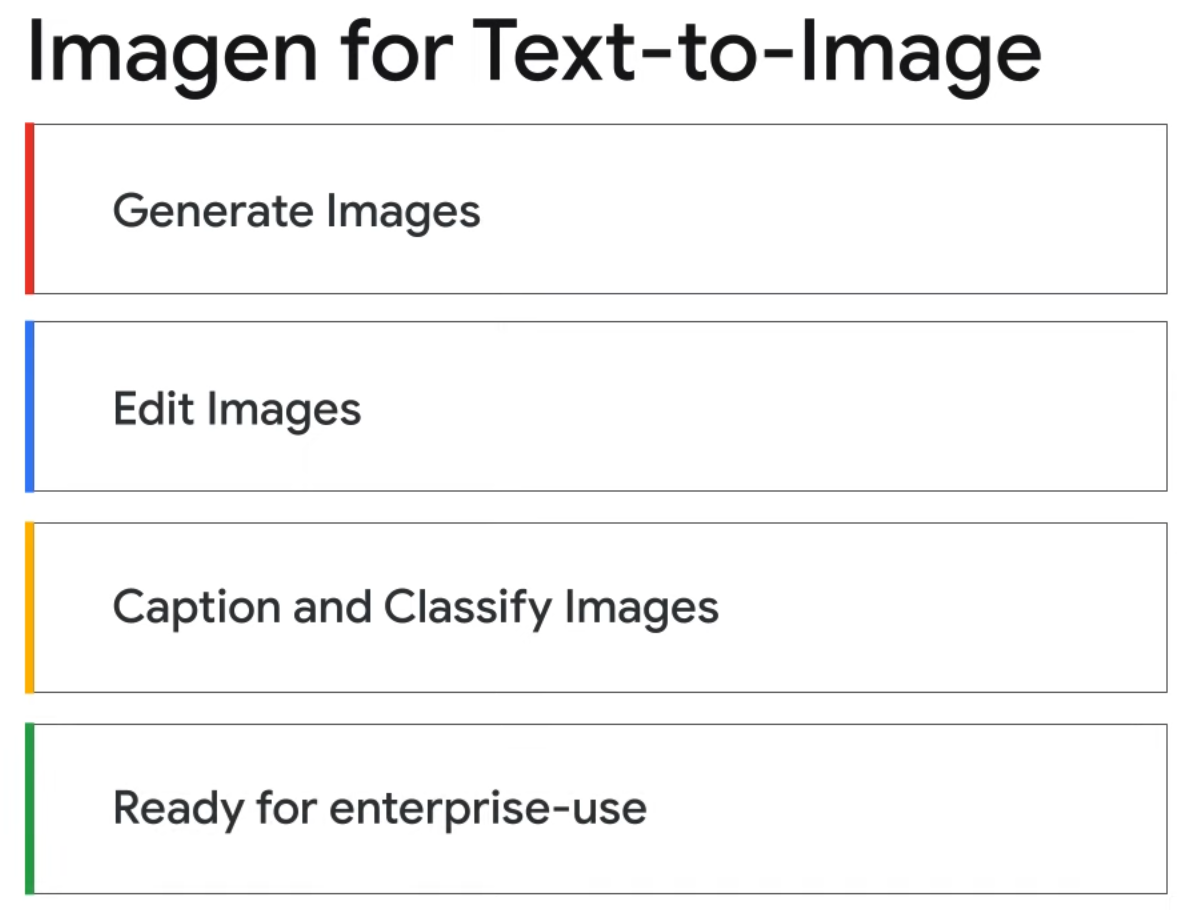 Imagen for Text-to-Image
Generate Images
Edit Images
Caption and Classify Images
Ready for enterprise-use